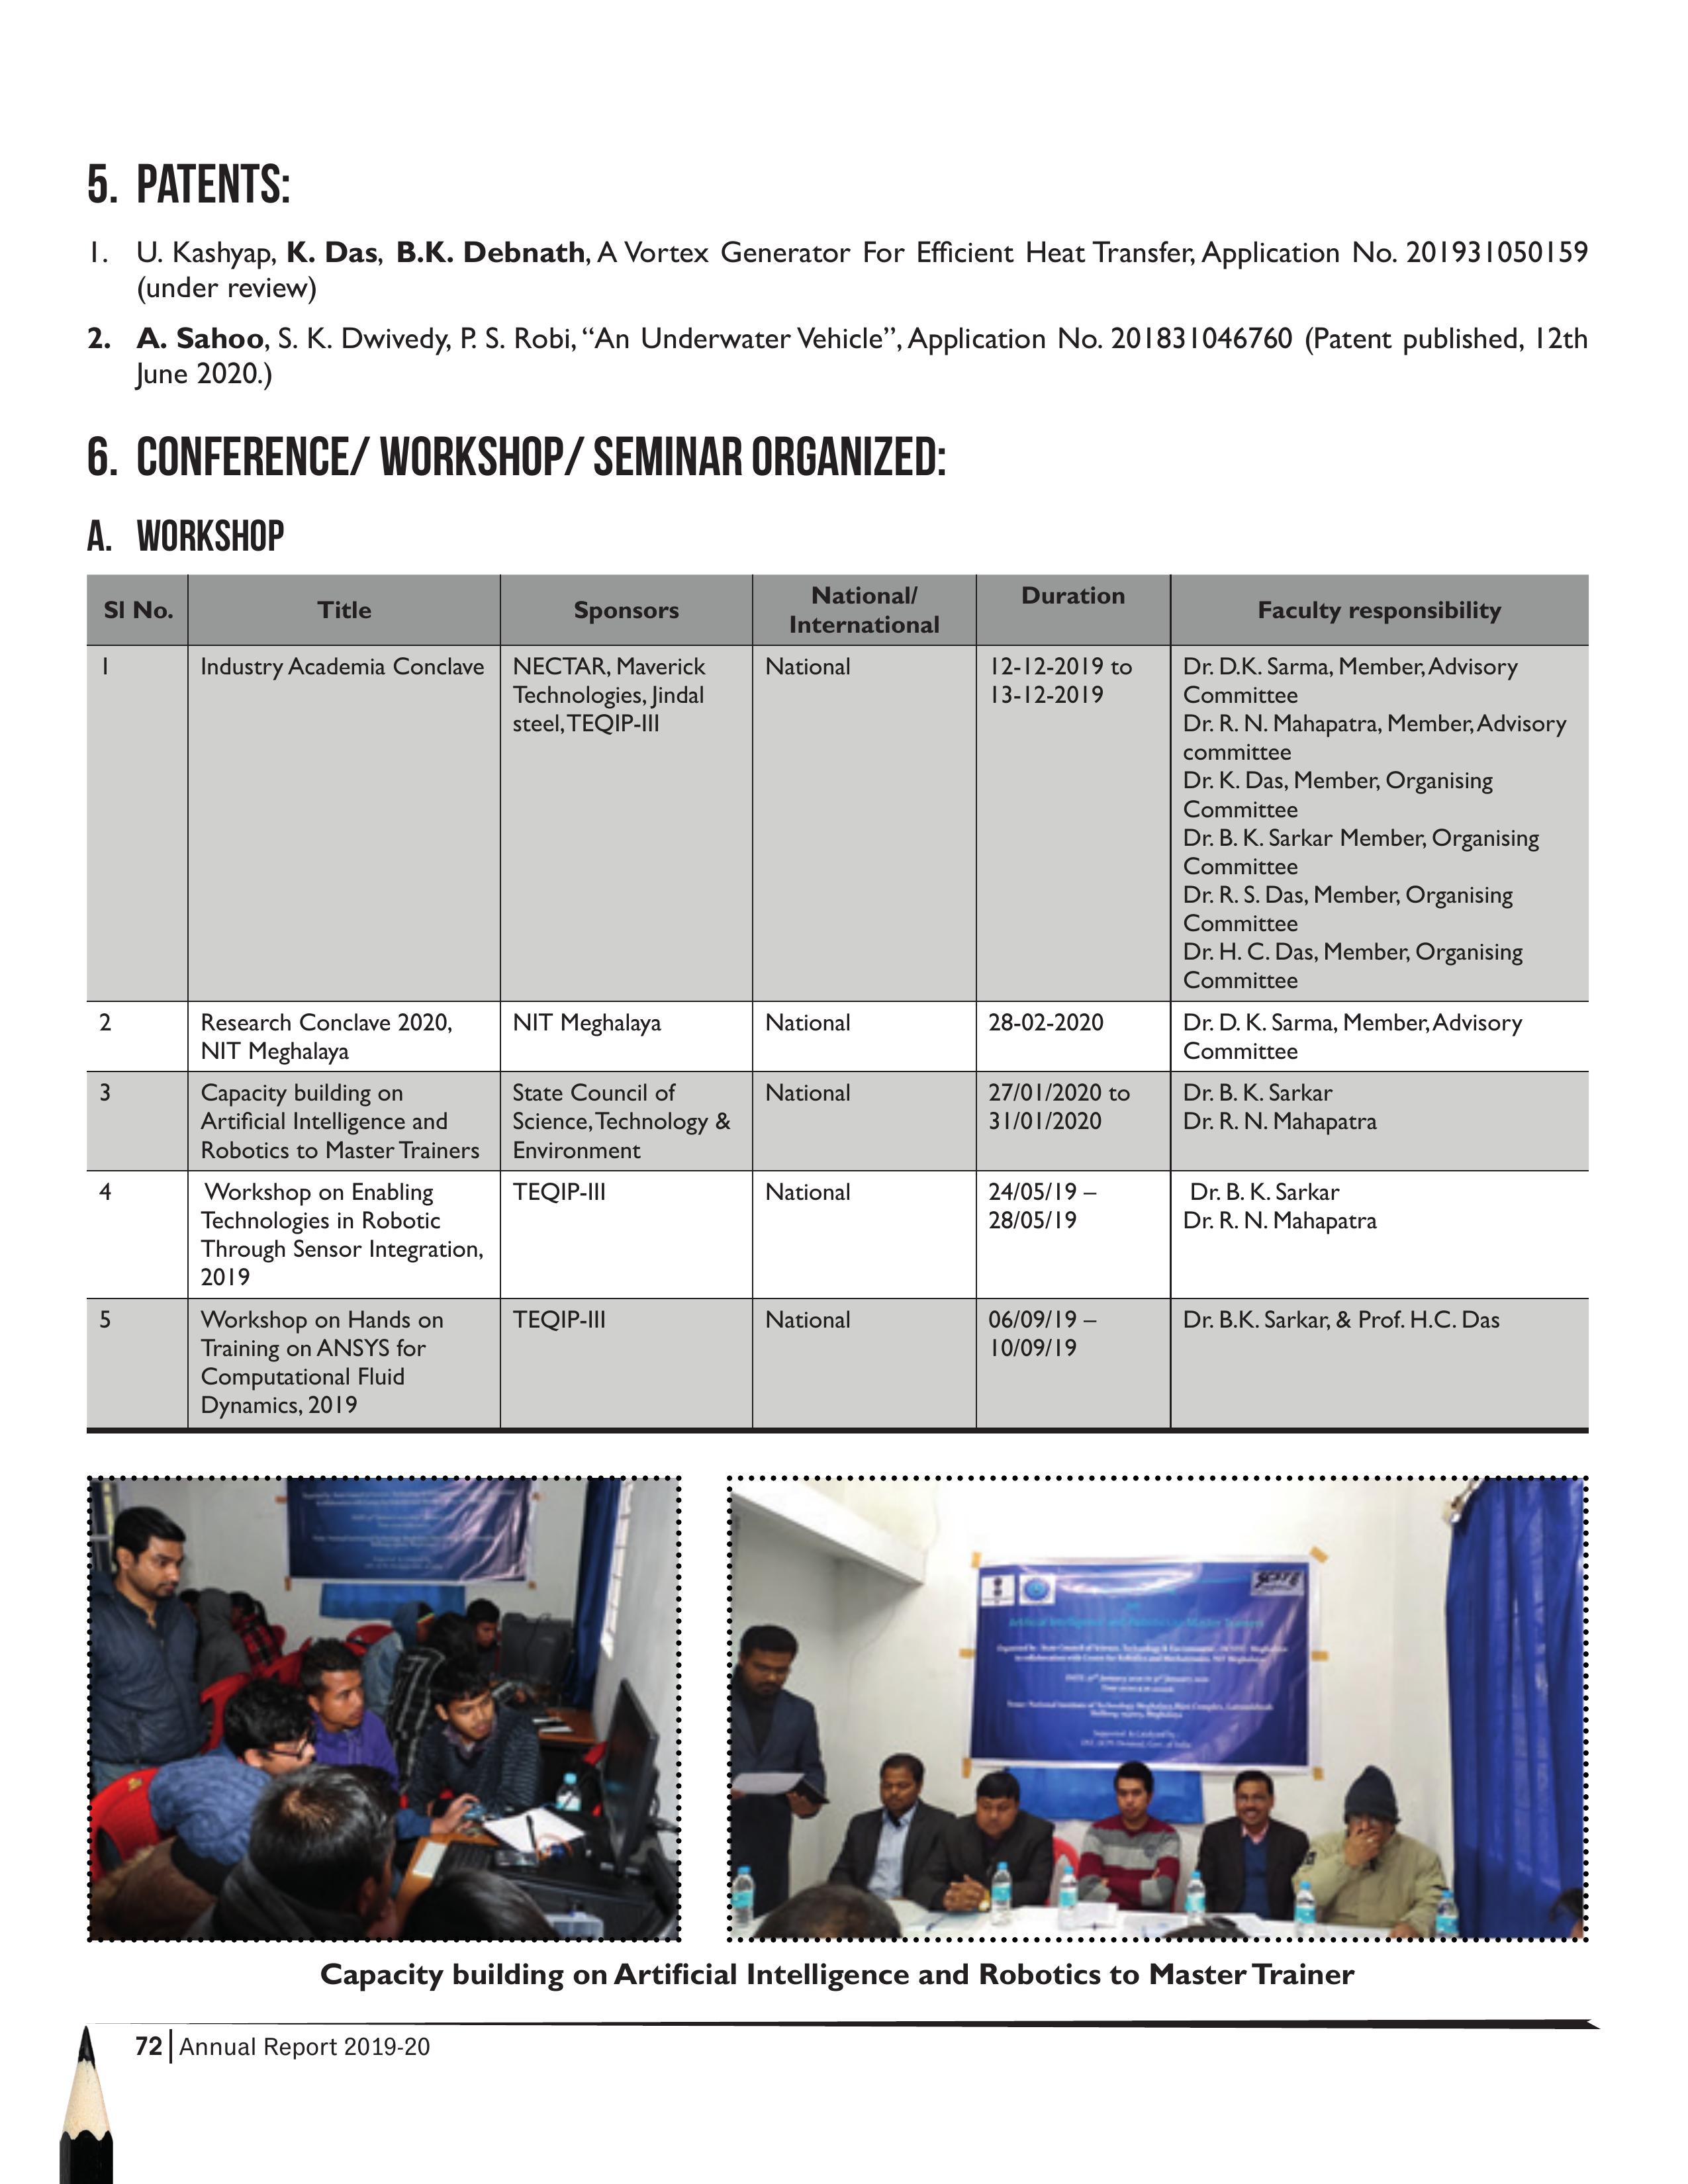 5. PATENTS:
1. U. Kashyap, K. Das, B.K. Debnath, A Vortex Generator For Efficient Heat Transfer, Application No. 201931050159
(under review)
2. A. Sahoo, S. K. Dwivedy, P. S. Robi, “An Underwater Vehicle”, Application No. 201831046760 (Patent published, 12th
June 2020.)
6. CONFERENCE/ WORKSHOP/ SEMINAR ORGANIZED:
A. WORKSHOP
Sl No. Title Sponsors National/ International Duration Faculty responsibility
1 Industry Academia Conclave NECTAR, Maverick National 12-12-2019 to Dr. D.K. Sarma, Member, Advisory
Technologies, Jindal 13-12-2019 Committee
steel, TEQIP-III Dr. R. N. Mahapatra, Member, Advisory
committee
Dr. K. Das, Member, Organising
Committee
Dr. B. K. Sarkar Member, Organising
Committee
Dr. R. S. Das, Member, Organising
Committee
Dr. H. C. Das, Member, Organising
Committee
2 Research Conclave 2020, NIT Meghalaya National 28-02-2020 Dr. D. K. Sarma, Member, Advisory
NIT Meghalaya Committee
3 Capacity building on State Council of National 27/01/2020 to Dr. B. K. Sarkar
Artificial Intelligence and Science, Technology & 31/01/2020 Dr. R. N. Mahapatra
Robotics to Master Trainers Environment
4 Workshop on Enabling TEQIP-III National 24/05/19 – Dr. B. K. Sarkar
Technologies in Robotic 28/05/19 Dr. R. N. Mahapatra
Through Sensor Integration,
2019
5 Workshop on Hands on TEQIP-III National 06/09/19 – Dr. B.K. Sarkar, & Prof. H.C. Das
Training on ANSYS for 10/09/19
Computational Fluid
Dynamics, 2019
SCSTE
Artificial Intelligence and Robotics to Master Trainers
Capacity building on Artificial Intelligence and Robotics to Master Trainer
72 Annual Report 2019-20